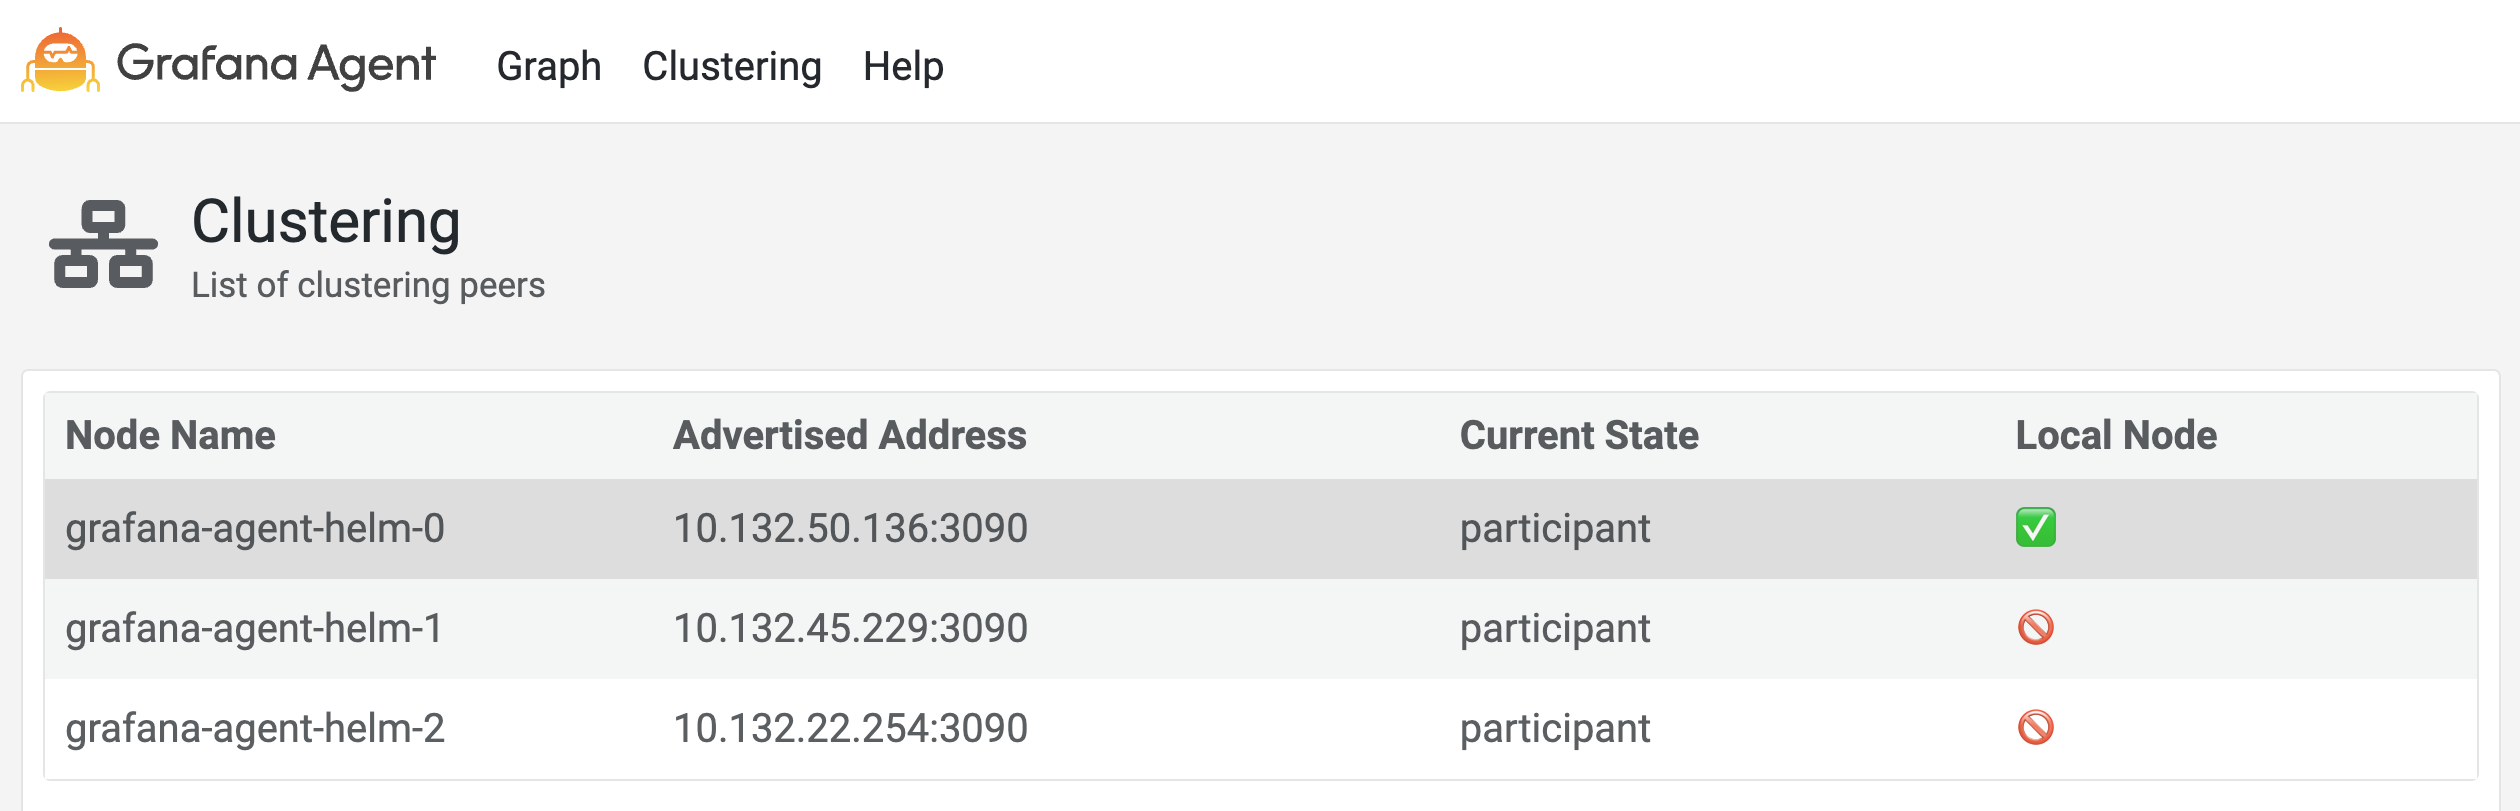 Grafana Agent Graph Clustering Help
Clustering
List of clustering peers
Node Name Advertised Address Current State Local Node
grafana-agent-helm-0 10.132.50.136:3090 participant ✅
grafana-agent-helm-1 10.132.45.229:3090 participant 🚫
grafana-agent-helm-2 10.132.22.254:3090 participant 🚫